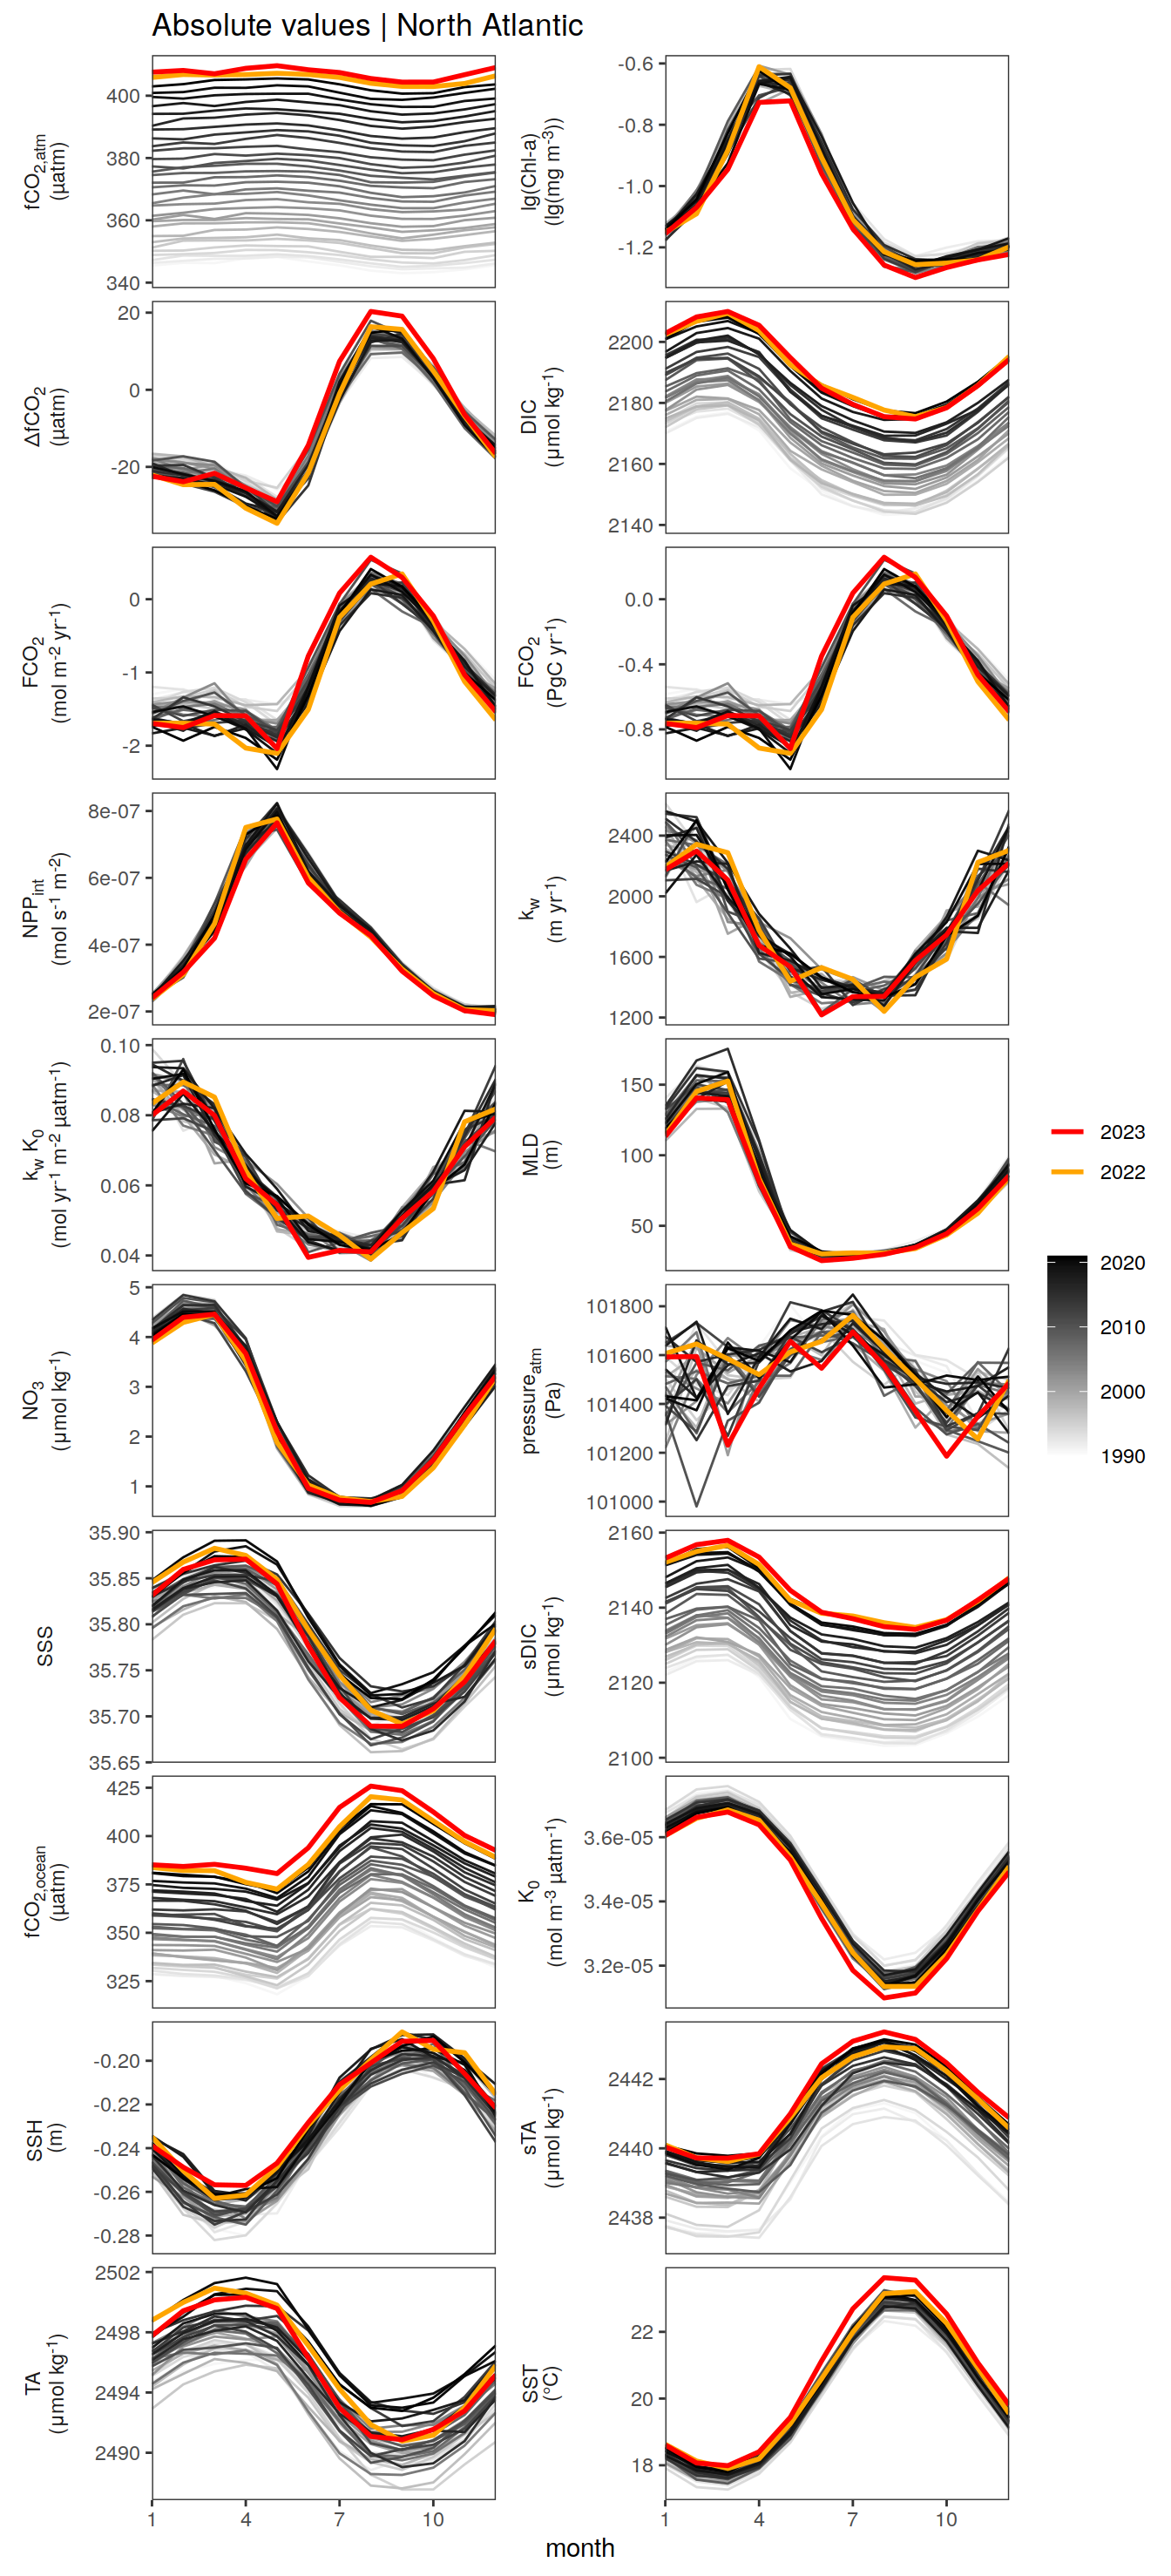 Absolute values | North Atlantic
fCO2,atm
(µatm)
400
380
360
340
lg(Chl-a)
(lg(mg m-3))
-0.6
-0.8
-1.0
-1.2
ΔfCO2
(µatm)
20
0
-20
DIC
(µmol kg-1)
2200
2180
2160
2140
FCO2
(mol m-2 yr-1)
0
-1
-2
FCO2
(PgC yr-1)
0.0
-0.4
-0.8
NPPint
(mol s-1 m-2)
8e-07
6e-07
4e-07
2e-07
kw
(m yr-1)
2400
2000
1600
1200
kw K0
(mol yr-1 m-2 µatm-1)
0.10
0.08
0.06
0.04
MLD
(m)
150
100
50
NO3
(µmol kg-1)
5
4
3
2
1
pressureatm
(Pa)
101800
101600
101400
101200
101000
SSS
35.90
35.85
35.80
35.75
35.70
35.65
sDIC
(µmol kg-1)
2160
2140
2120
2100
fCO2,ocean
(µatm)
425
400
375
350
325
K0
(mol m-3 µatm-1)
3.6e-05
3.4e-05
3.2e-05
SSH
(m)
-0.20
-0.22
-0.24
-0.26
-0.28
sTA
(µmol kg-1)
2442
2440
2438
TA
(µmol kg-1)
2502
2498
2494
2490
SST
(°C)
22
20
18
1 4 7 10
1 4 7 10
month
2023
2022
2020
2010
2000
1990